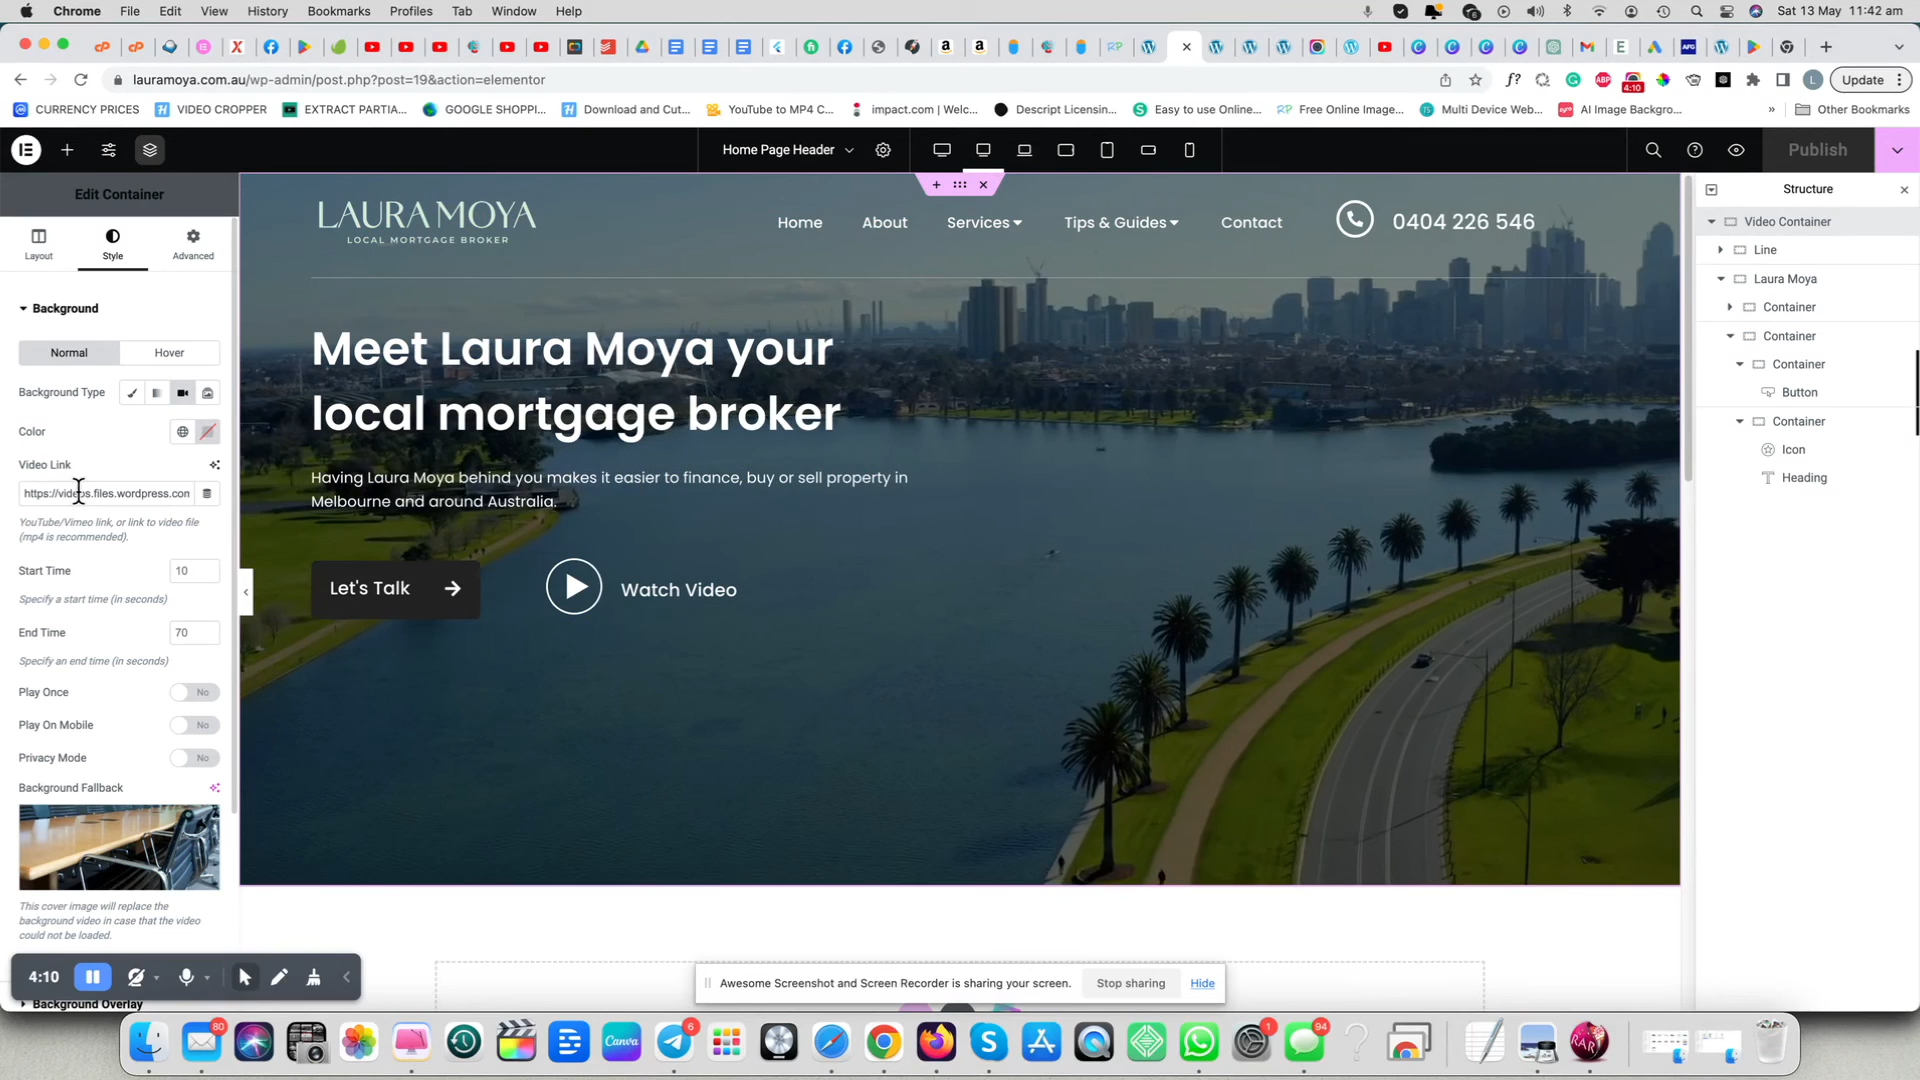 Chrome File Edit View History Bookmarks Profiles Tab Window Help Sat 13 May 11:42 am
lauramoya.com.au/wp-admin/post.php?post=19&action=elementor f? ABP 4:10 L Update
CURRENCY PRICES VIDEO CROPPER EXTRACT PARTIA... GOOGLE SHOPPI... Download and Cut... YouTube to MP4 C... impact.com | Welc... Descript Licensin... Easy to use Online... RP Free Online Image... Multi Device Web... AI Image Backgro... » Other Bookmarks
Home Page Header Publish
Edit Container
Layout Style Advanced
Background
Normal Hover
Background Type
Color
Video Link
https://videos.files.wordpress.con
YouTube/Vimeo link, or link to video file
(mp4 is recommended).
Start Time 10
Specify a start time (in seconds)
End Time 70
Specify an end time (in seconds)
Play Once No
Play On Mobile No
Privacy Mode No
Background Fallback
This cover image will replace the
background video in case that the video
could not be loaded.
Background Overlay
4:10
LAURA MOYA
LOCAL MORTGAGE BROKER
Home About Services Tips & Guides Contact 0404 226 546
Meet Laura Moya your
local mortgage broker
Having Laura Moya behind you makes it easier to finance, buy or sell property in
Melbourne and around Australia.
Let's Talk Watch Video
Structure
Video Container
Line
Laura Moya
Container
Container
Container
Button
Container
Icon
Heading
Awesome Screenshot and Screen Recorder is sharing your screen. Stop sharing Hide
80 Canva 6 1 94 RAR